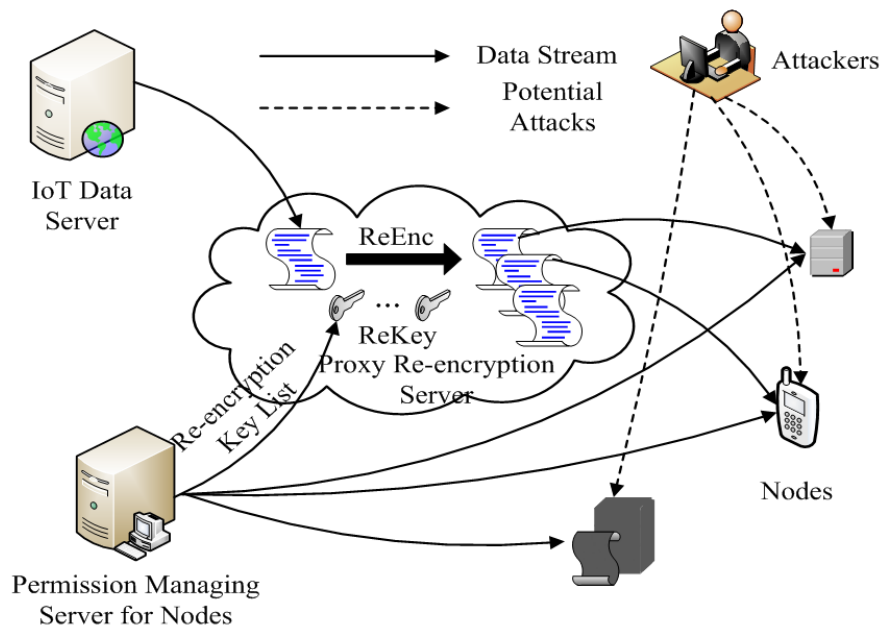 Data Stream
Potential
Attacks
Attackers
IoT Data
Server
ReEnc
...
ReKey
Proxy Re-encryption
Server
Re-encryption
Key List
Nodes
Permission Managing
Server for Nodes